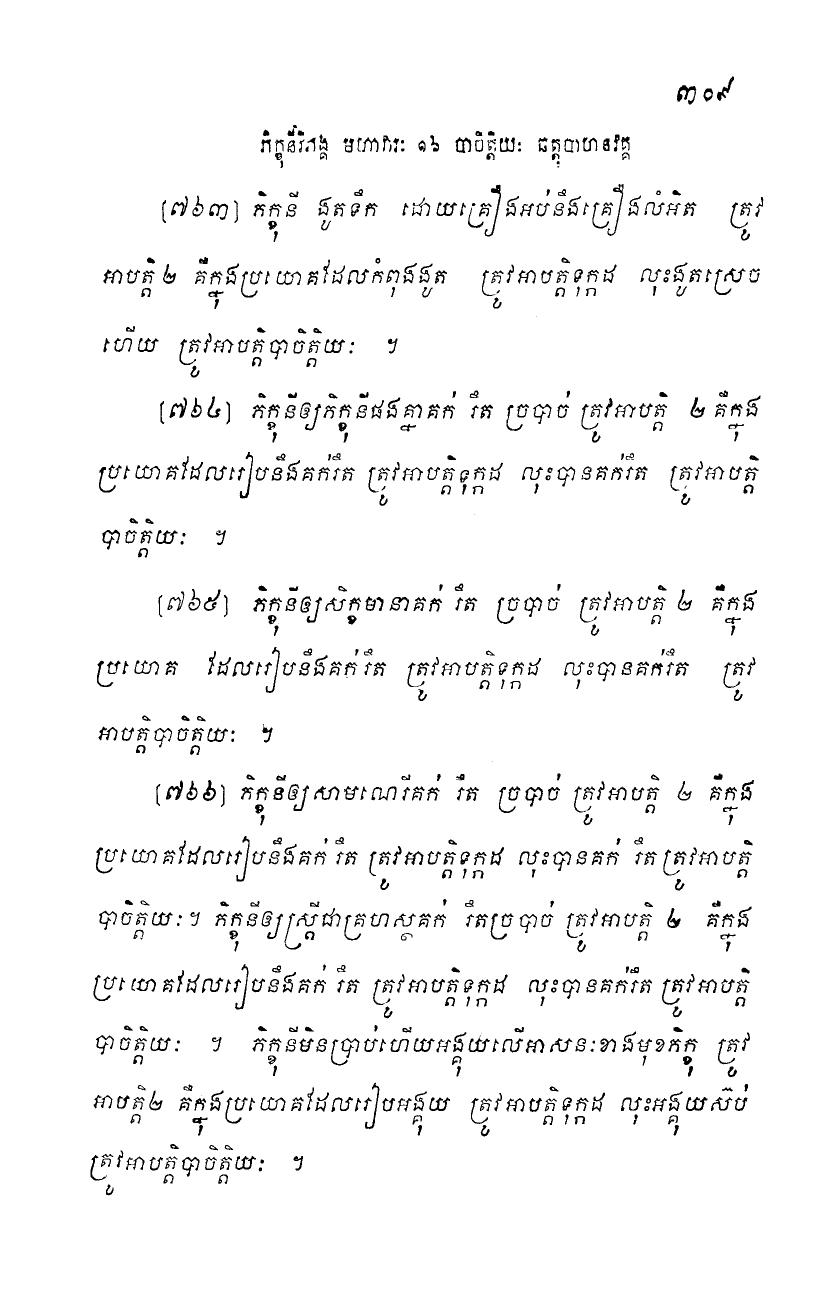 ៣០៩
ភិក្ខុនីវិភង្គ មហាវារៈ ១៦ បាចិត្តិយៈ ឆត្តុបាហនវគ្គ
[៧៦៣] ភិក្ខុនី ងូតទឹក ដោយគ្រឿងអប់នឹងគ្រឿងលំអិត ត្រូវ
អាបត្តិ ២ គឺក្នុងប្រយោគដែលកំពុងងូត ត្រូវអាបត្តិទុក្កដ លុះងូតស្រេច
ហើយ ត្រូវអាបត្តិបាចិត្តិយៈ ។
[៧៦៤] ភិក្ខុនីឲ្យភិក្ខុនីផងគ្នាគក់ រឹត ច្របាច់ ត្រូវអាបត្តិ ២ គឺក្នុង
ប្រយោគដែលរៀបនឹងគក់រឹត ត្រូវអាបត្តិទុក្កដ លុះបានគក់រឹត ត្រូវអាបត្តិ
បាចិត្តិយៈ ។
[៧៦៥] ភិក្ខុនីឲ្យសិក្ខមានាគក់ រឹត ច្របាច់ ត្រូវអាបត្តិ ២ គឺក្នុង
ប្រយោគ ដែលរៀបនឹងគក់រឹត ត្រូវអាបត្តិទុក្កដ លុះបានគក់រឹត ត្រូវ
អាបត្តិបាចិត្តិយៈ ។
[៧៦៦] ភិក្ខុនីឲ្យសាមណេរីគក់ រឹត ច្របាច់ ត្រូវអាបត្តិ ២ គឺក្នុង
ប្រយោគដែលរៀបនឹងគក់ រឹត ត្រូវអាបត្តិទុក្កដ លុះបានគក់ រឹត ត្រូវអាបត្តិ
បាចិត្តិយៈ។ ភិក្ខុនីឲ្យស្ត្រីជាគ្រហស្ថគក់ រឹតច្របាច់ ត្រូវអាបត្តិ ២ គឺក្នុង
ប្រយោគដែលរៀបនឹងគក់ រឹត ត្រូវអាបត្តិទុក្កដ លុះបានគក់រឹត ត្រូវអាបត្តិ
បាចិត្តិយៈ ។ ភិក្ខុនីមិនប្រាប់ហើយអង្គុយលើអាសនៈខាងមុខភិក្ខុ ត្រូវ
អាបត្តិ២ គឺក្នុងប្រយោគដែលរៀបអង្គុយ ត្រូវអាបត្តិទុក្កដ លុះអង្គុយស៊ប់
ត្រូវអាបត្តិបាចិត្តិយៈ ។